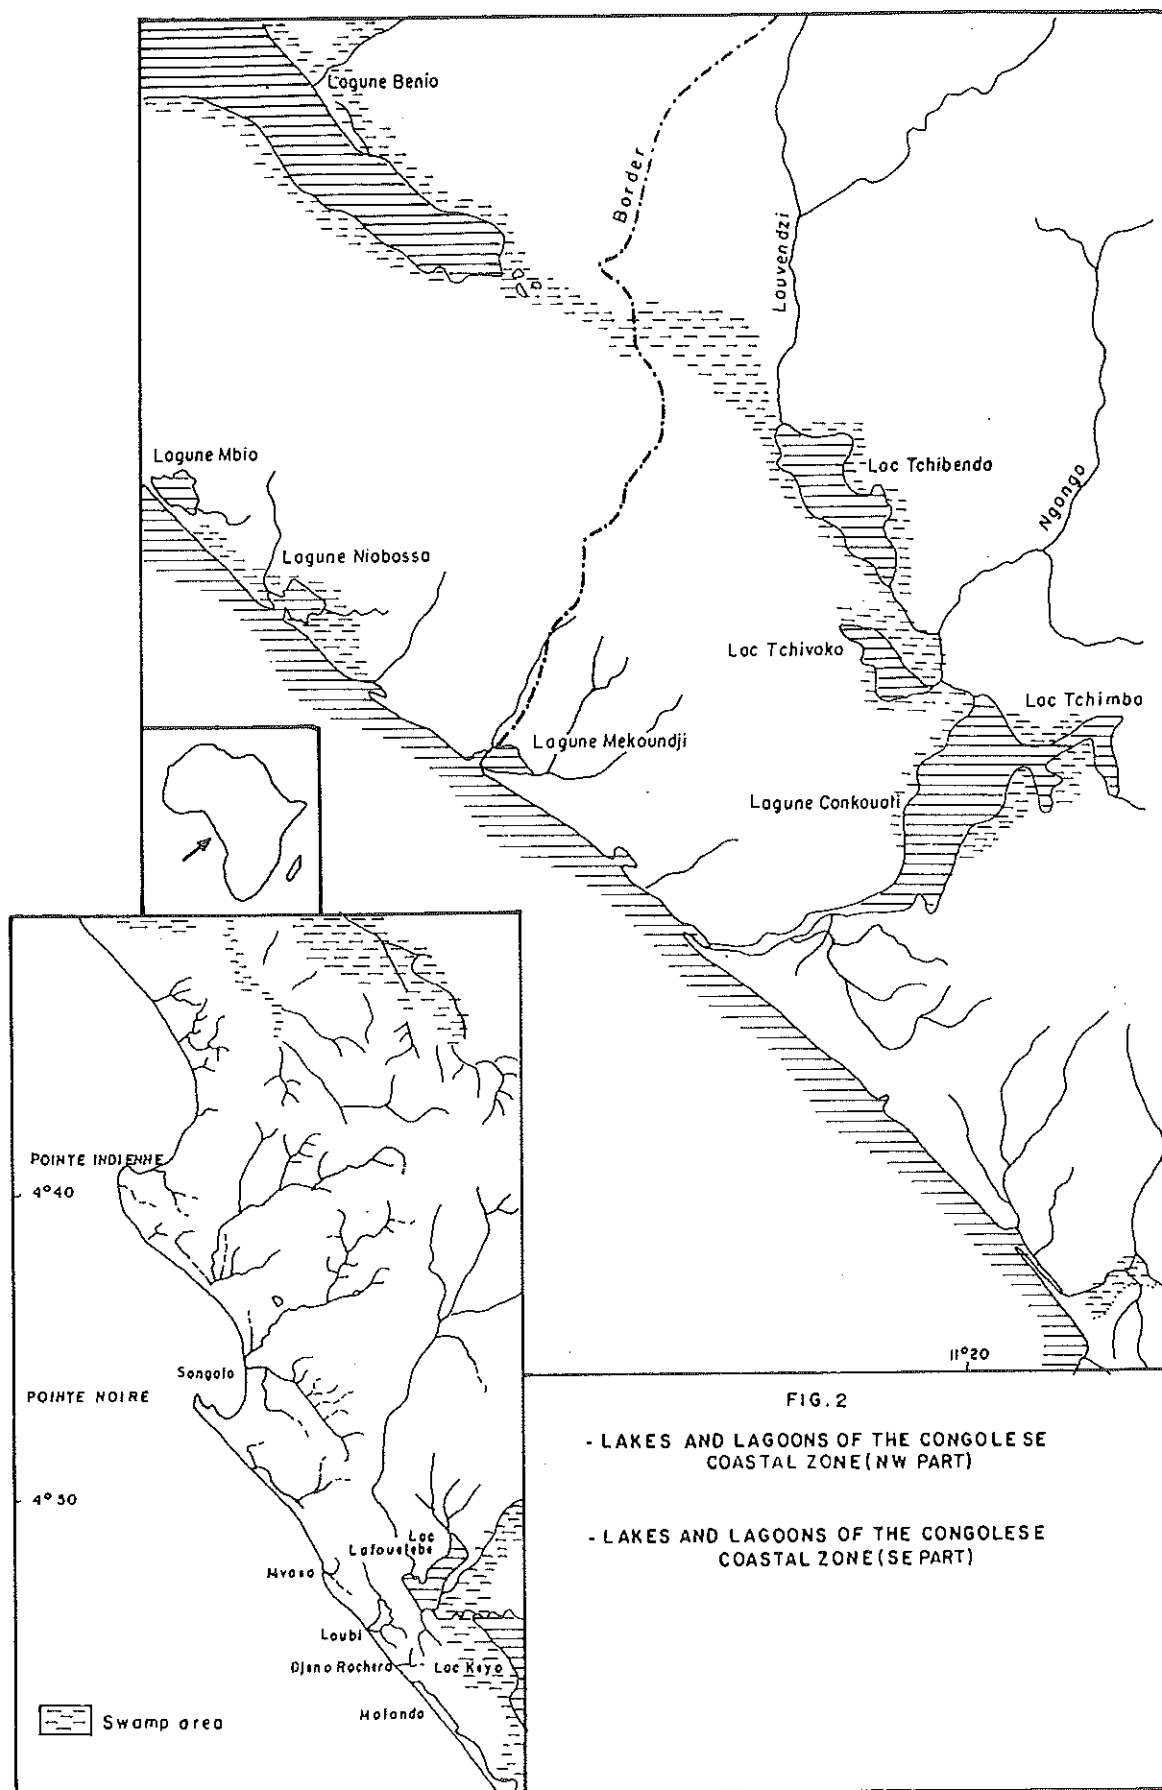 Lagune Benio
Border
Louvendzi
Lagune Mbio
Lac Tchibenda
Ngongo
Lagune Niobossa
Lac Tchivoko
Lac Tchimba
Lagune Mekoundji
Lagune Conkouati
POINTE INDIENNE
4°40
11°20
Songolo
POINTE NOIRE
FIG. 2
- LAKES AND LAGOONS OF THE CONGOLESE
COASTAL ZONE (NW PART)
4°50
- LAKES AND LAGOONS OF THE CONGOLESE
COASTAL ZONE (SE PART)
Lac
Mvasa
Loubi
Djeno Rochers
Lac Kayo
Malanda
Swamp area